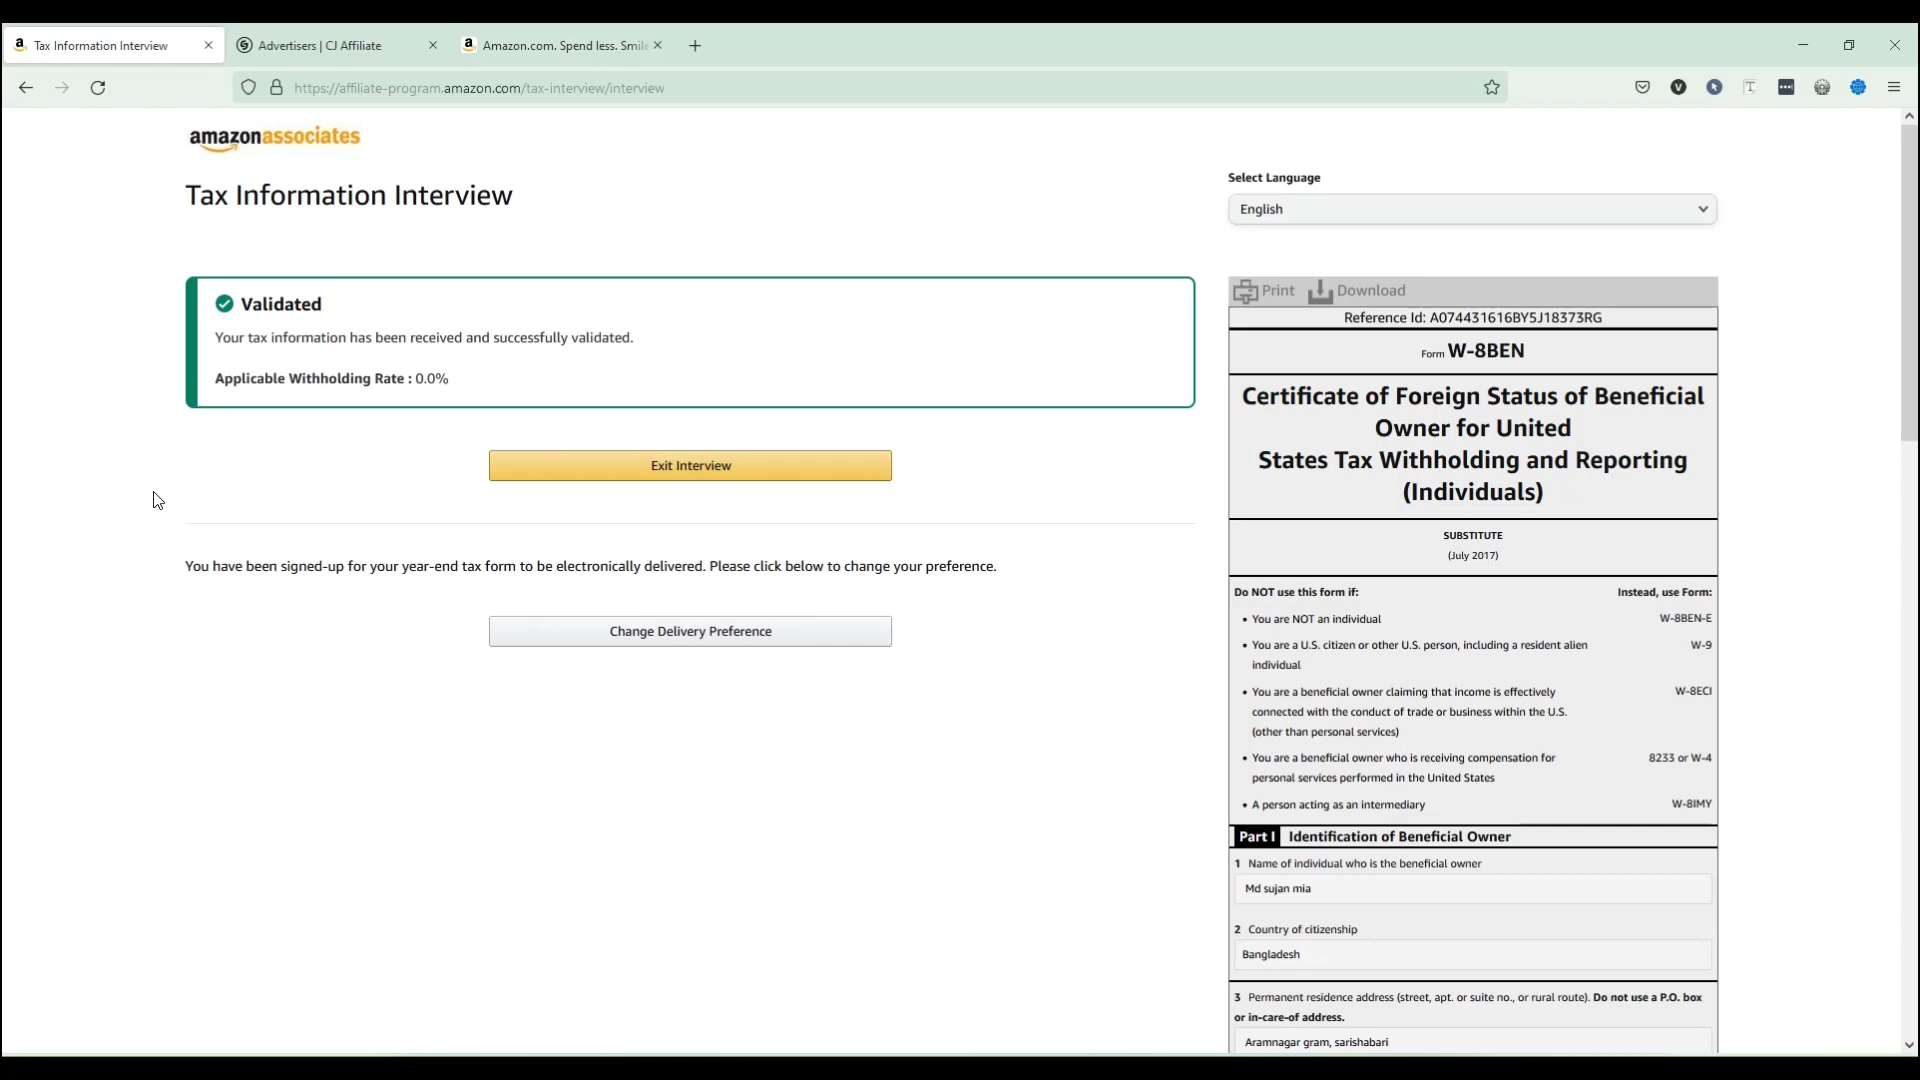 Tax Information Interview
Advertisers | CJ Affiliate
Amazon.com. Spend less. Smile
https://affiliate-program.amazon.com/tax-interview/interview
amazonassociates
Tax Information Interview
Select Language
English
Validated
Your tax information has been received and successfully validated.
Applicable Withholding Rate : 0.0%
Exit Interview
You have been signed-up for your year-end tax form to be electronically delivered. Please click below to change your preference.
Change Delivery Preference
Print Download
Reference Id: A074431616BY5J18373RG
Form W-8BEN
Certificate of Foreign Status of Beneficial
Owner for United
States Tax Withholding and Reporting
(Individuals)
SUBSTITUTE
(July 2017)
Do NOT use this form if: Instead, use Form:
• You are NOT an individual W-8BEN-E
• You are a U.S. citizen or other U.S. person, including a resident alien W-9
individual
• You are a beneficial owner claiming that income is effectively W-8ECI
connected with the conduct of trade or business within the U.S.
(other than personal services)
• You are a beneficial owner who is receiving compensation for 8233 or W-4
personal services performed in the United States
• A person acting as an intermediary W-8IMY
Part I Identification of Beneficial Owner
1 Name of individual who is the beneficial owner
Md sujan mia
2 Country of citizenship
Bangladesh
3 Permanent residence address (street, apt. or suite no., or rural route). Do not use a P.O. box
or in-care-of address.
Aramnagar gram, sarishabari